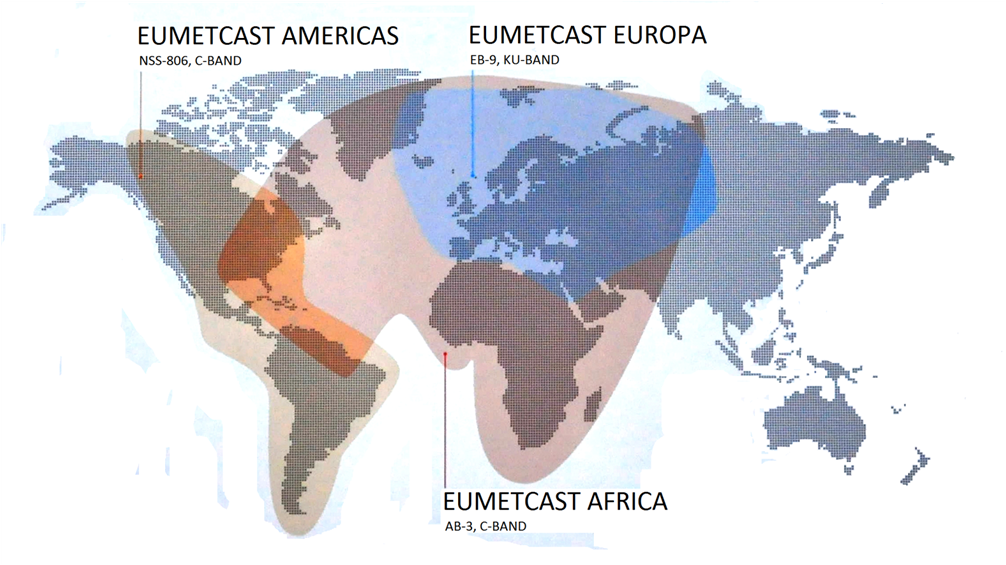 EUMETCAST AMERICAS
NSS-806, C-BAND
EUMETCAST EUROPA
EB-9, KU-BAND
EUMETCAST AFRICA
AB-3, C-BAND